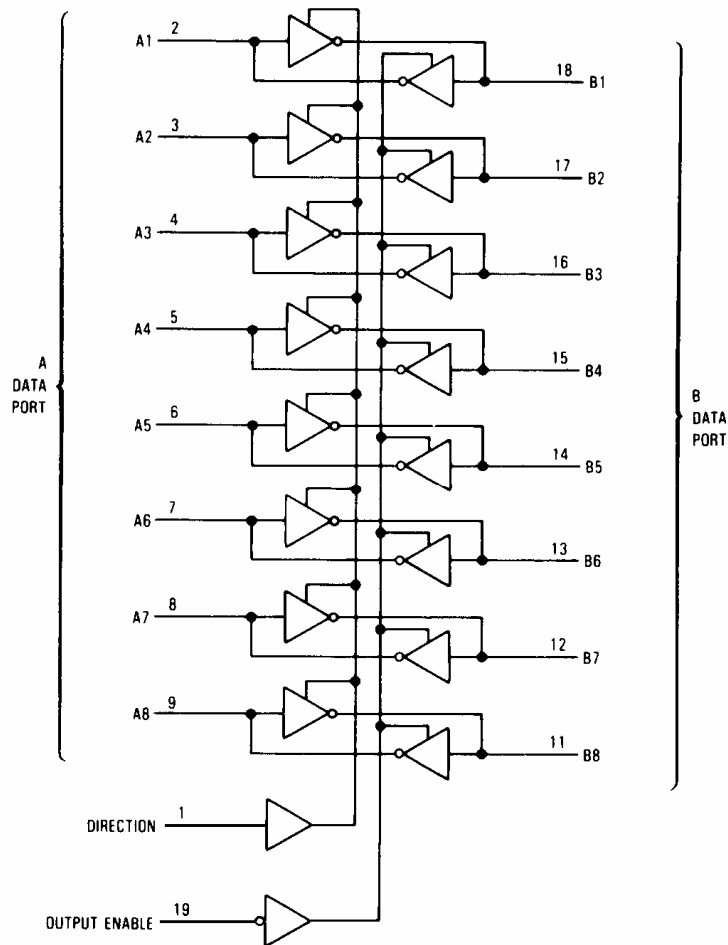 A1 2
18 B1
A2 3
17 B2
A3 4
16 B3
A4 5
15 B4
A
DATA
PORT
B
DATA
PORT
A5 6
14 B5
A6 7
13 B6
A7 8
12 B7
A8 9
11 B8
DIRECTION 1
OUTPUT ENABLE 19